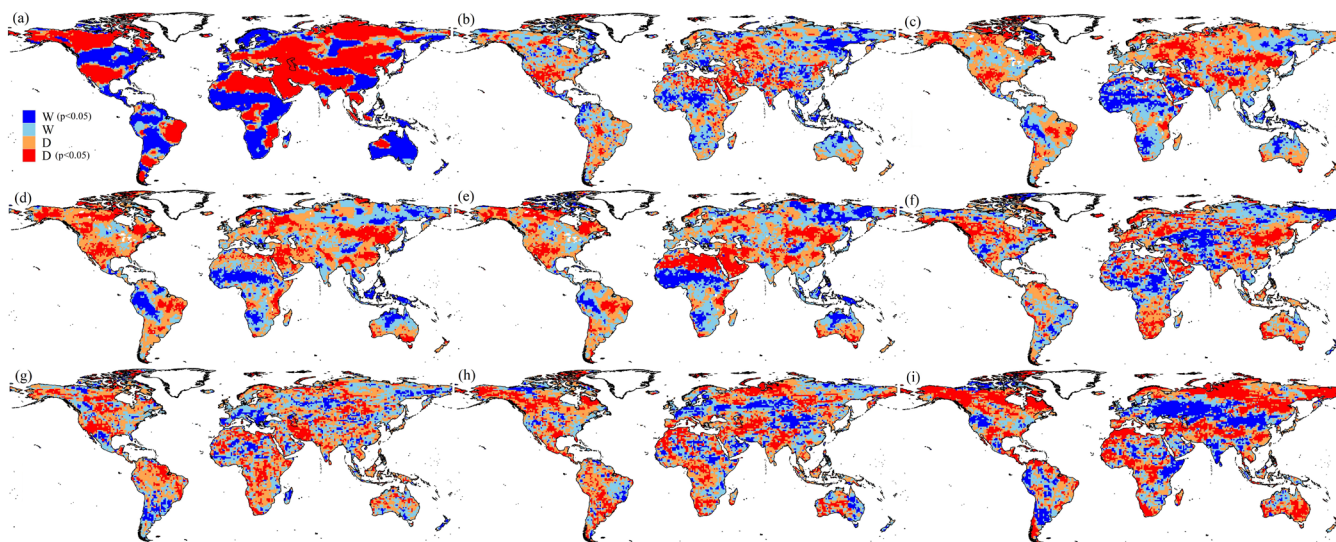 (a)
(b)
(c)
W (p<0.05)
W
D
D (p<0.05)
(d)
(e)
(f)
(g)
(h)
(i)